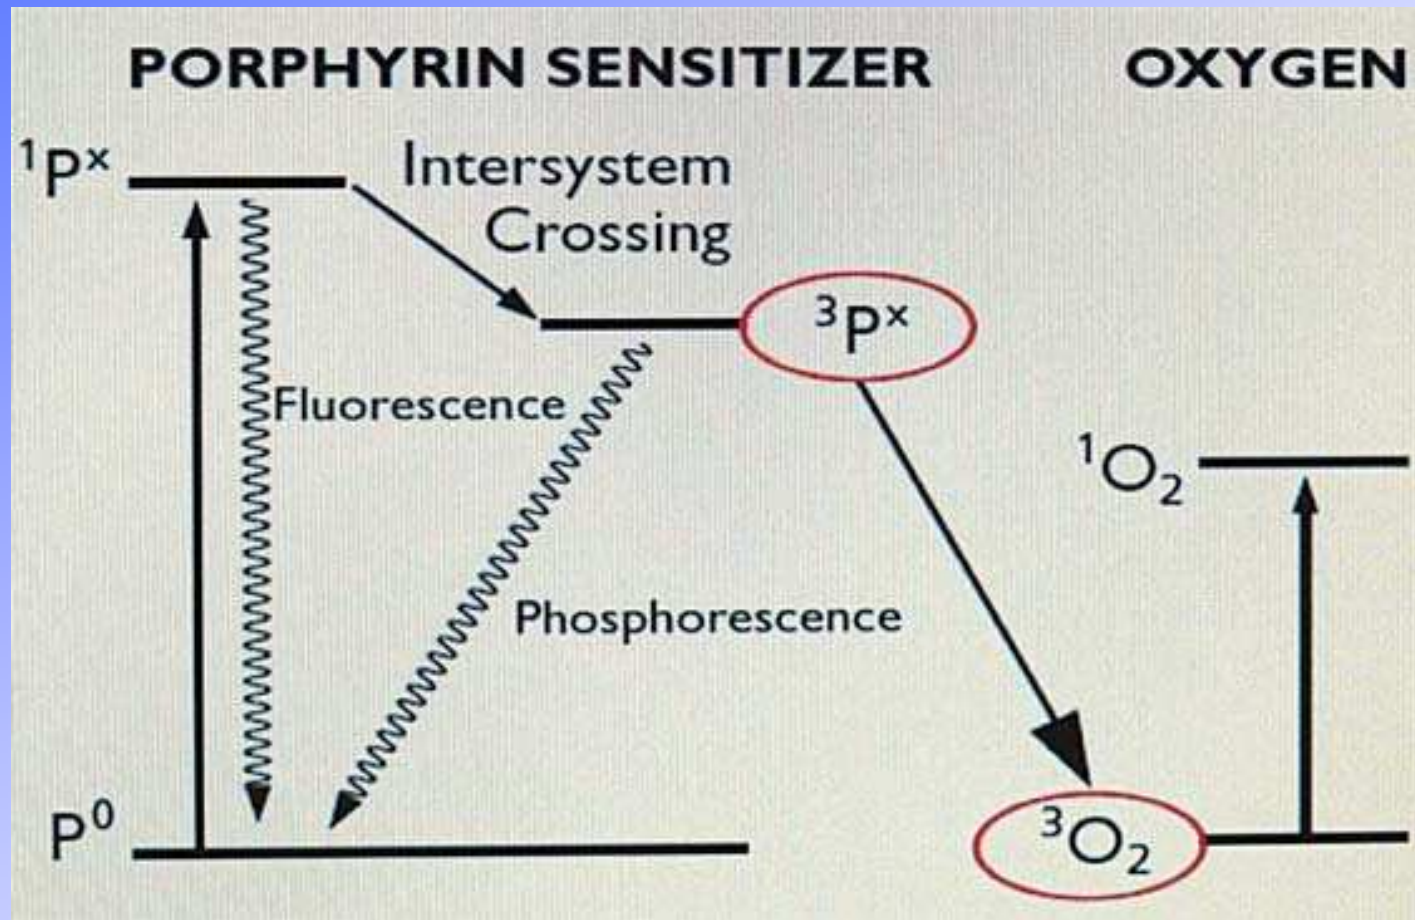 PORPHYRIN SENSITIZER
OXYGEN
¹Pˣ
Intersystem
Crossing
³Pˣ
Fluorescence
¹O₂
Phosphorescence
P⁰
³O₂